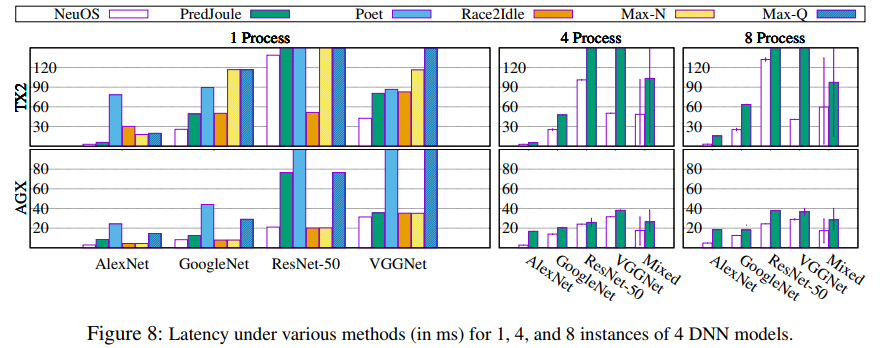 NeuOS PredJoule Poet Race2Idle Max-N Max-Q
1 Process 4 Process 8 Process
TX2
120 120 120
90 90 90
60 60 60
30 30 30
AGX
80 80 80
60 60 60
40 40 40
20 20 20
AlexNet GoogleNet ResNet-50 VGGNet
AlexNet GoogleNet ResNet-50 VGGNet Mixed
AlexNet GoogleNet ResNet-50 VGGNet Mixed
Figure 8: Latency under various methods (in ms) for 1, 4, and 8 instances of 4 DNN models.